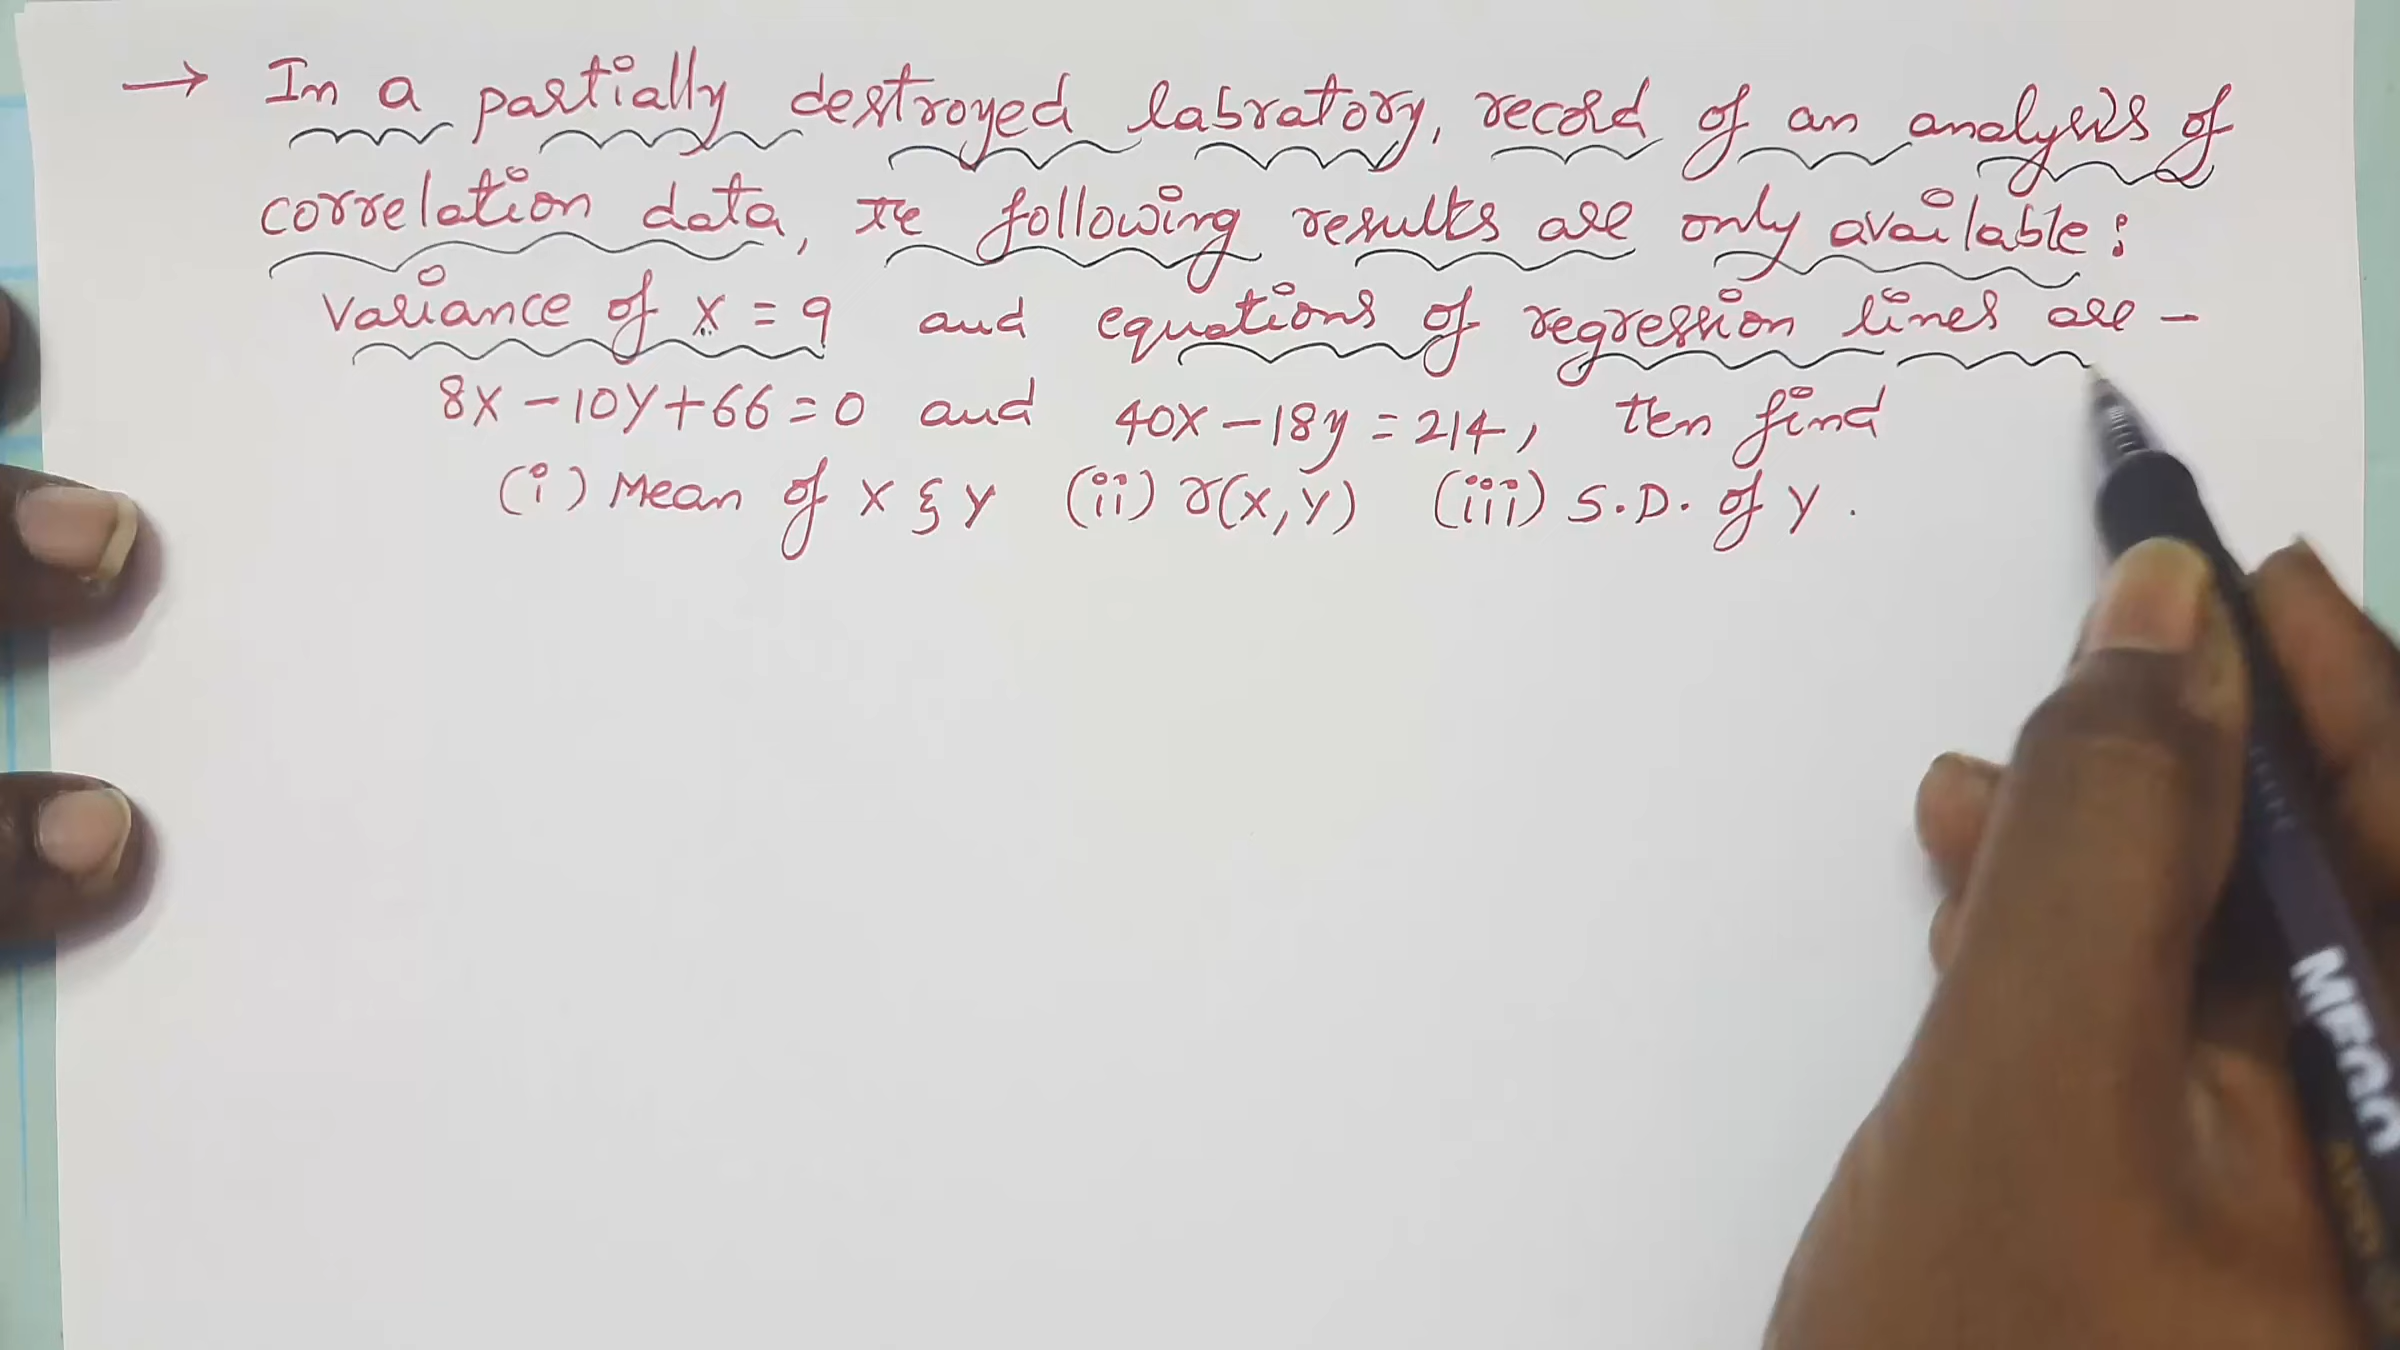 → In a partially destroyed labratory, record of an analysis of
correlation data, the following results are only available:
variance of X = 9 and equations of regression lines are -
8X - 10Y + 66 = 0 and 40X - 18y = 214, then find
(i) Mean of X & Y (ii) r(X, Y) (iii) S.D. of Y.